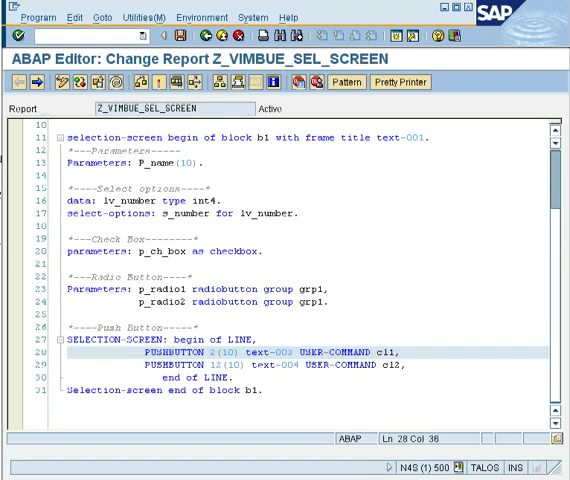 Program Edit Goto Utilities(M) Environment System Help
SAP
ABAP Editor: Change Report Z_VIMBUE_SEL_SCREEN
Pattern Pretty Printer
Report Z_VIMBUE_SEL_SCREEN Active
10
11 selection-screen begin of block b1 with frame title text-001.
12 *---Parameters-----
13 Parameters: P_name(10).
14
15 *----Select options----*
16 data: lv_number type int4.
17 select-options: s_number for lv_number.
18
19 *---Check Box--------*
20 parameters: p_ch_box as checkbox.
21
22 *---Radio Button----*
23 Parameters: p_radio1 radiobutton group grp1,
24 p_radio2 radiobutton group grp1.
25
26 *----Push Button-----*
27 SELECTION-SCREEN: begin of LINE,
28 PUSHBUTTON 2(10) text-003 USER-COMMAND cl1,
29 PUSHBUTTON 12(10) text-004 USER-COMMAND cl2,
30 end of LINE.
31 Selection-screen end of block b1.
ABAP Ln 28 Col 36
N4S (1) 500 TALOS INS